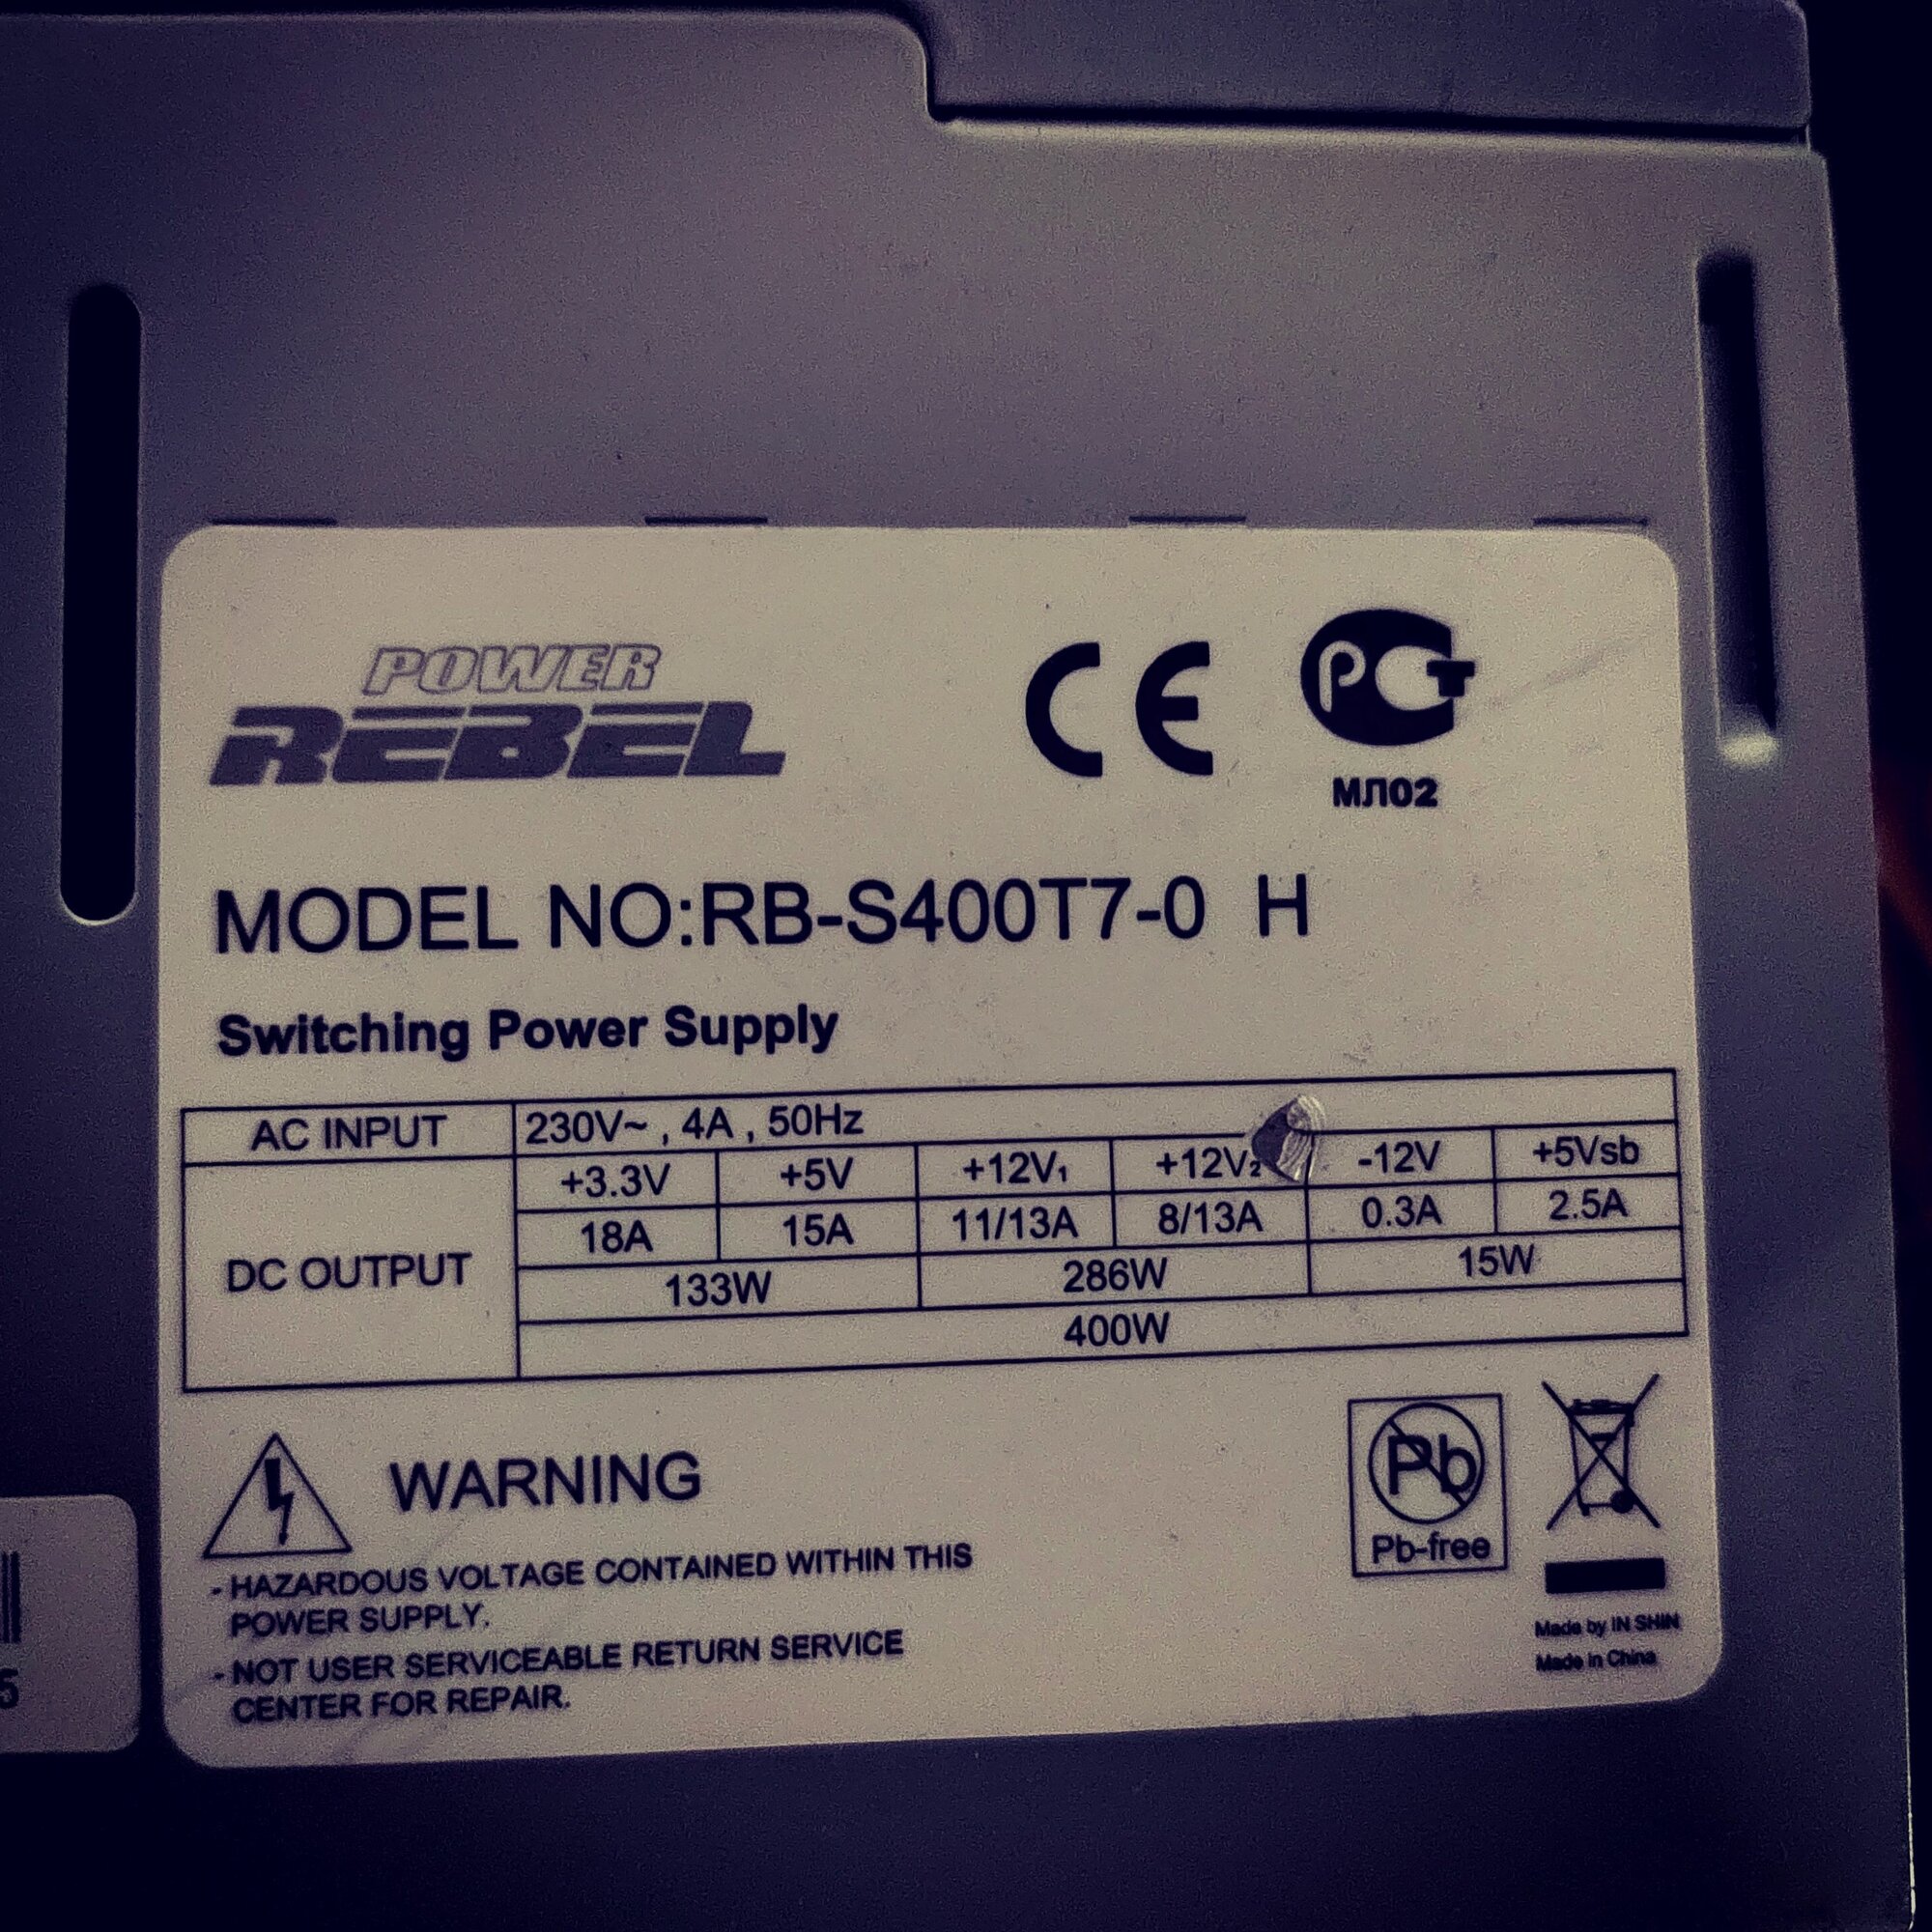 POWER
REBEL
CE
РСТ
МЛ02
MODEL NO:RB-S400T7-0 H
Switching Power Supply
AC INPUT 230V~ , 4A , 50Hz
DC OUTPUT
+3.3V +5V +12V₁ +12V₂ -12V +5Vsb
18A 15A 11/13A 8/13A 0.3A 2.5A
133W 286W 15W
400W
WARNING
- HAZARDOUS VOLTAGE CONTAINED WITHIN THIS
POWER SUPPLY.
- NOT USER SERVICEABLE RETURN SERVICE
CENTER FOR REPAIR.
Pb
Pb-free
Made by IN SHIN
Made in China
5